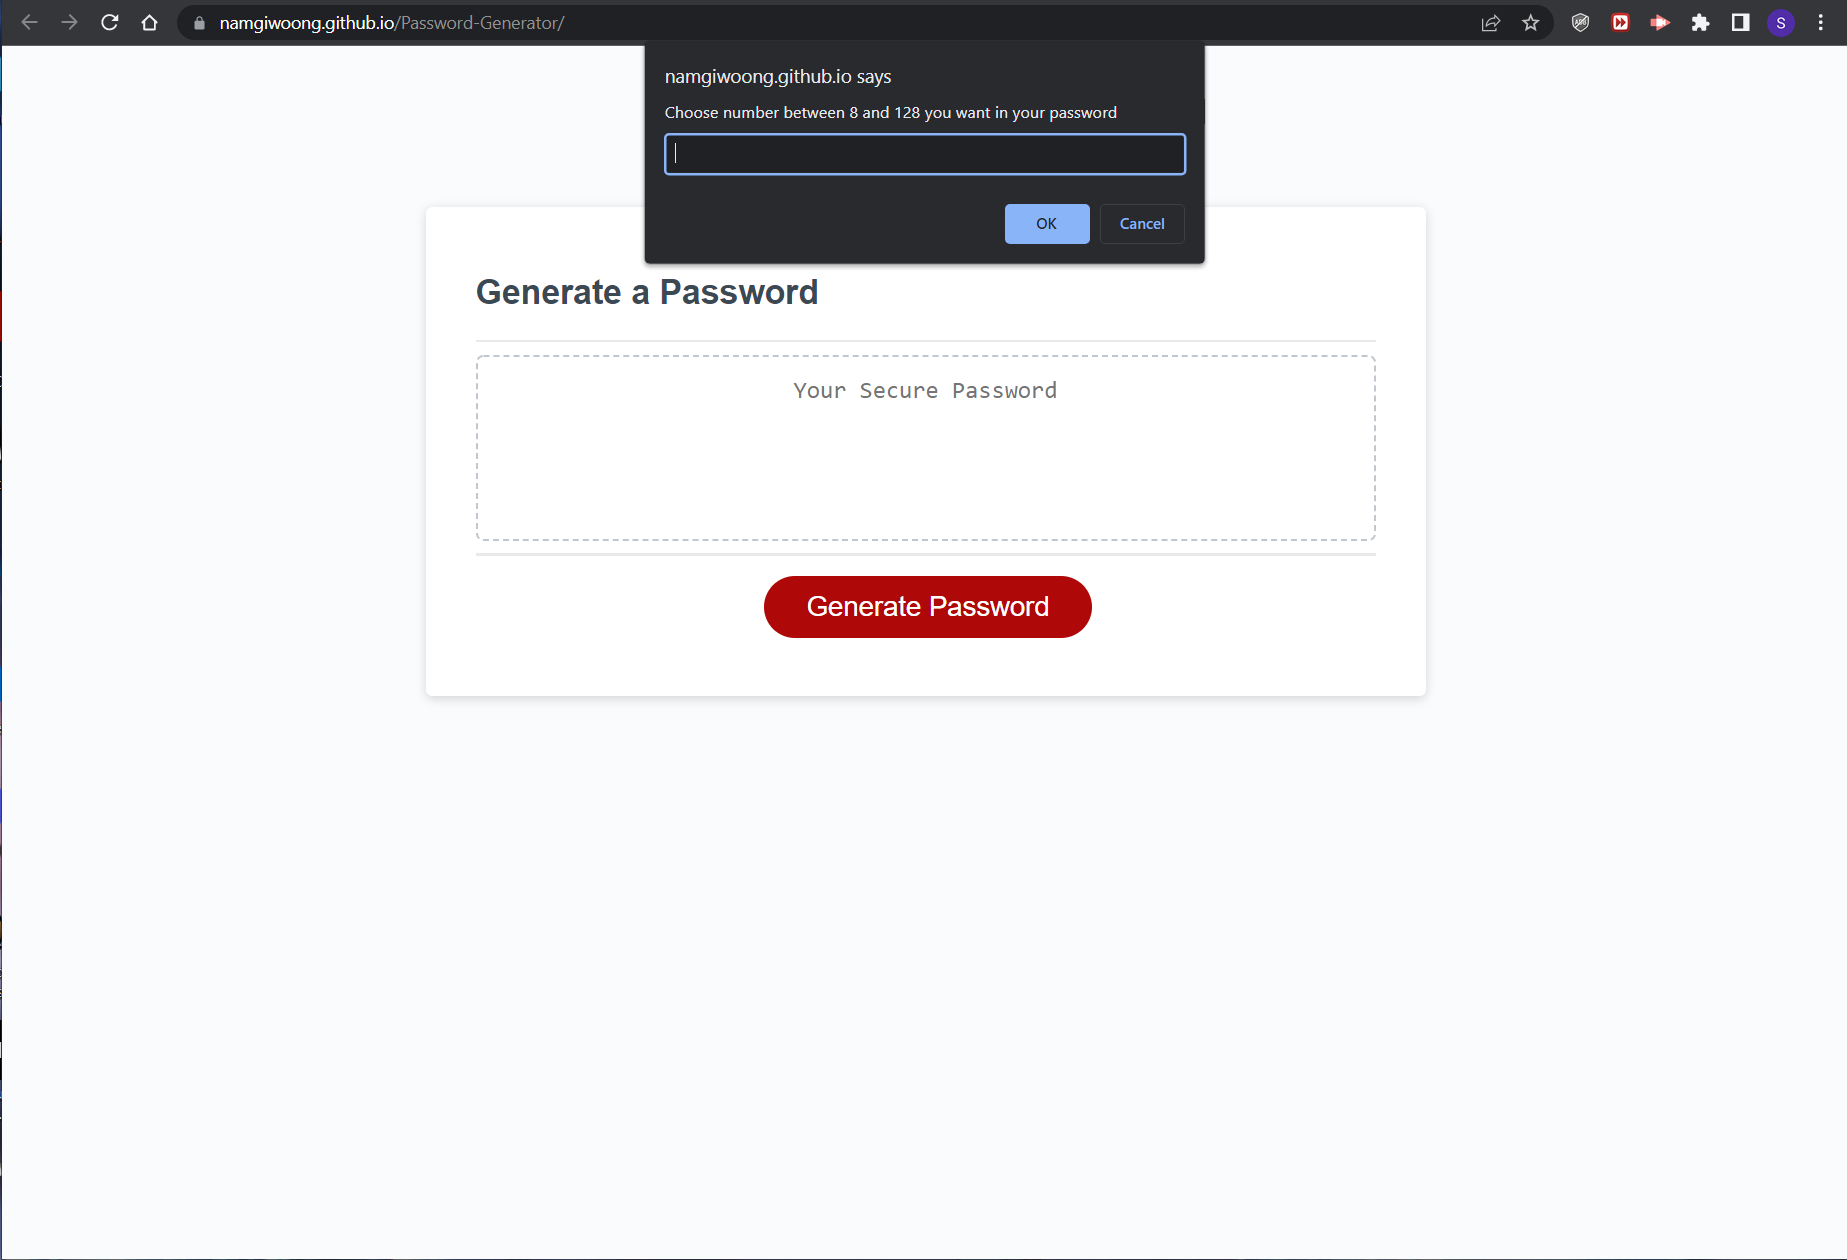 namgiwoong.github.io/Password-Generator/
S
namgiwoong.github.io says
Choose number between 8 and 128 you want in your password
OK
Cancel
Generate a Password
Your Secure Password
Generate Password